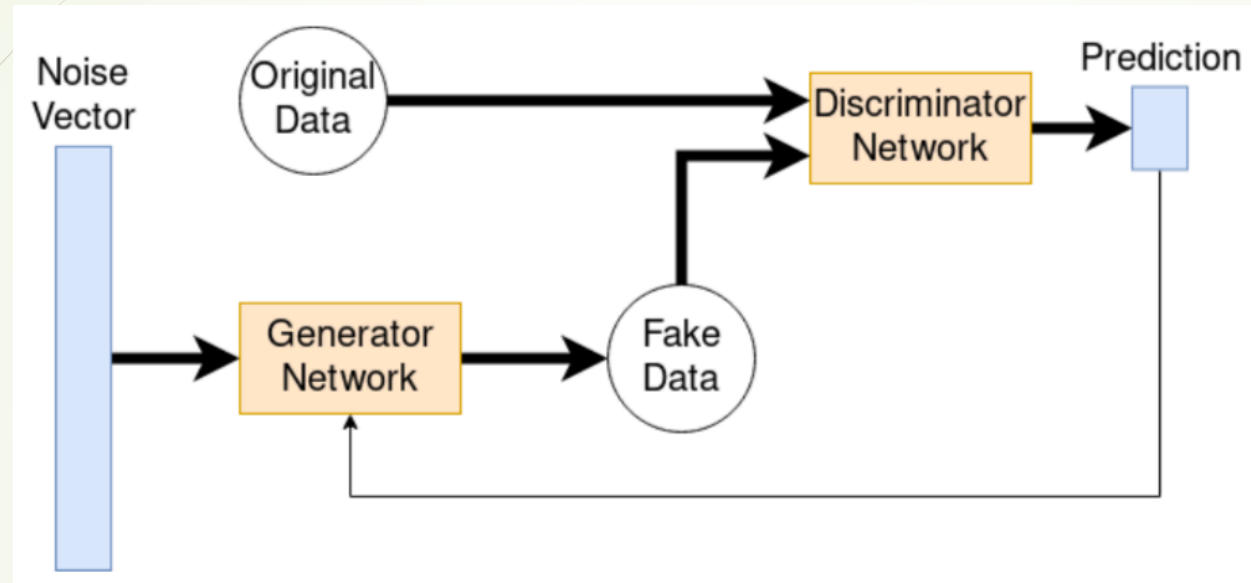 Noise
Vector
Original
Data
Discriminator
Network
Prediction
Generator
Network
Fake
Data